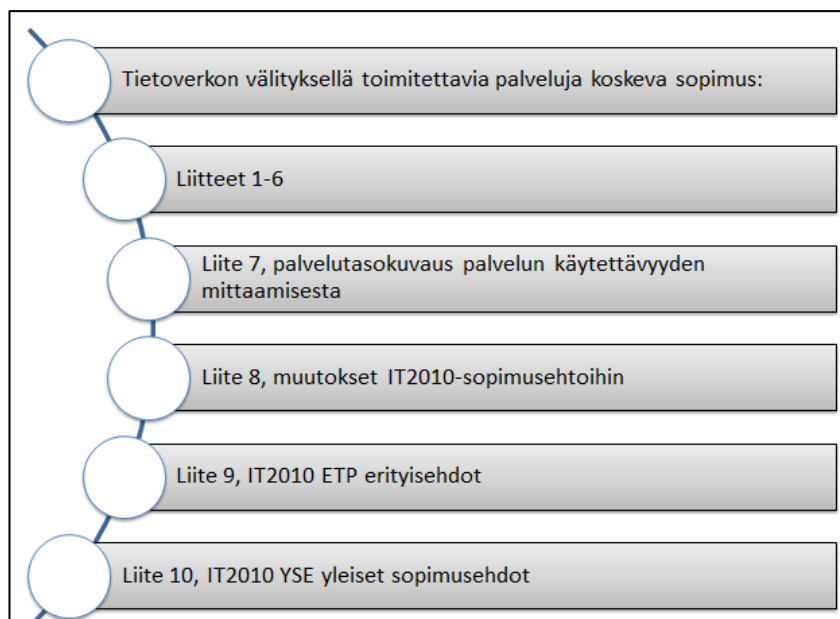 Tietoverkon välityksellä toimitettavia palveluja koskeva sopimus:
Liitteet 1-6
Liite 7, palvelutasokuvaus palvelun käytettävyyden
mittaamisesta
Liite 8, muutokset IT2010-sopimusehtoihin
Liite 9, IT2010 ETP erityisehdot
Liite 10, IT2010 YSE yleiset sopimusehdot